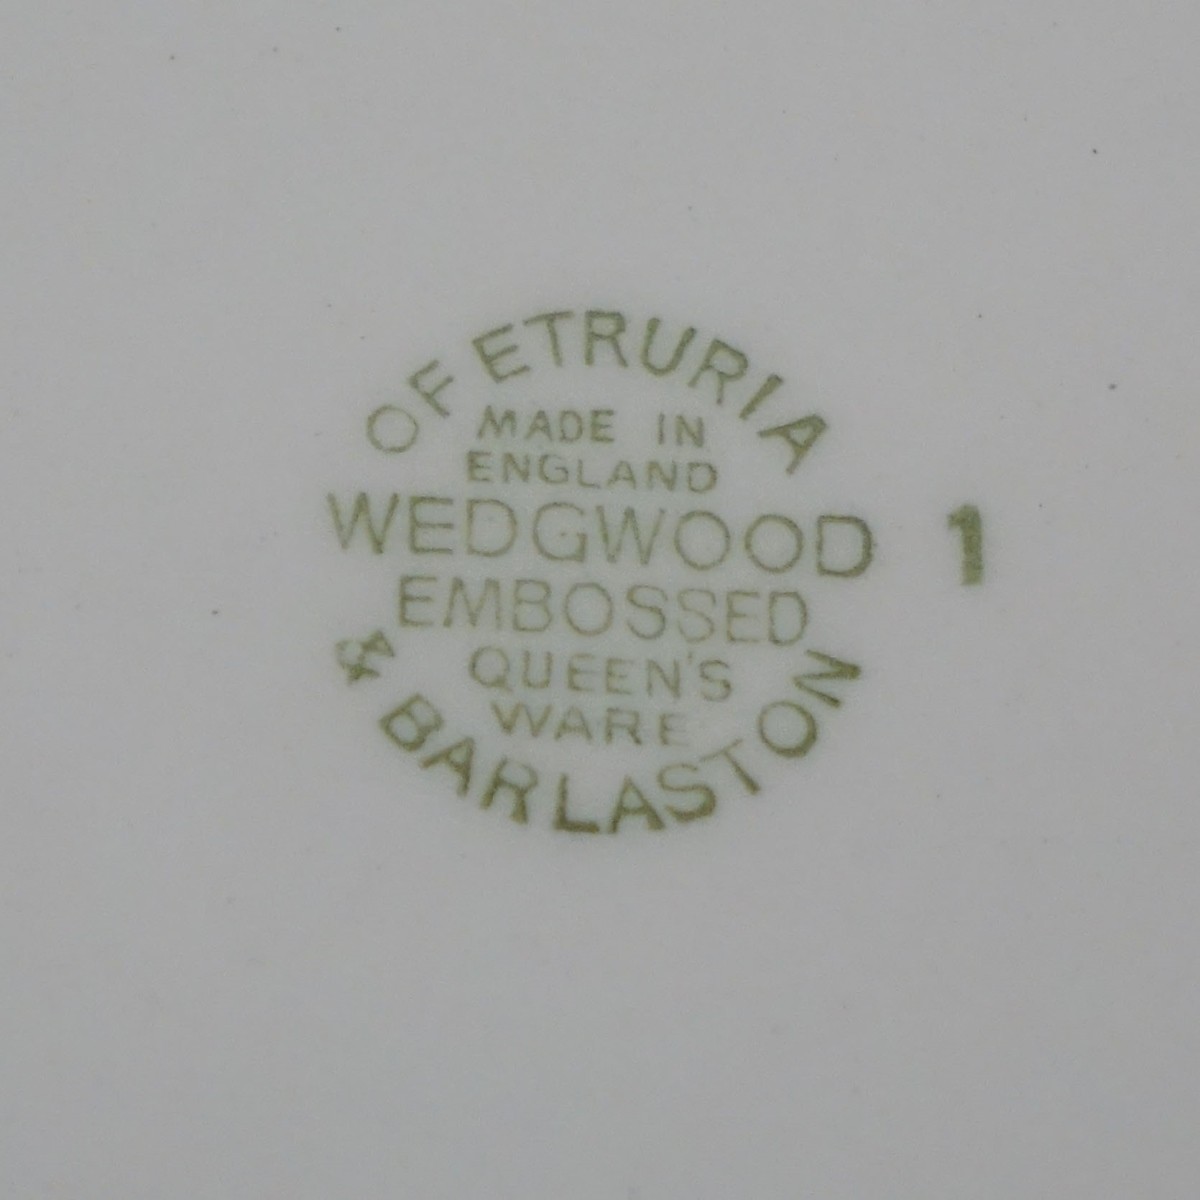 OF ETRURIA
MADE IN
ENGLAND
WEDGWOOD 1
EMBOSSED
QUEEN'S
WARE
& BARLASTON